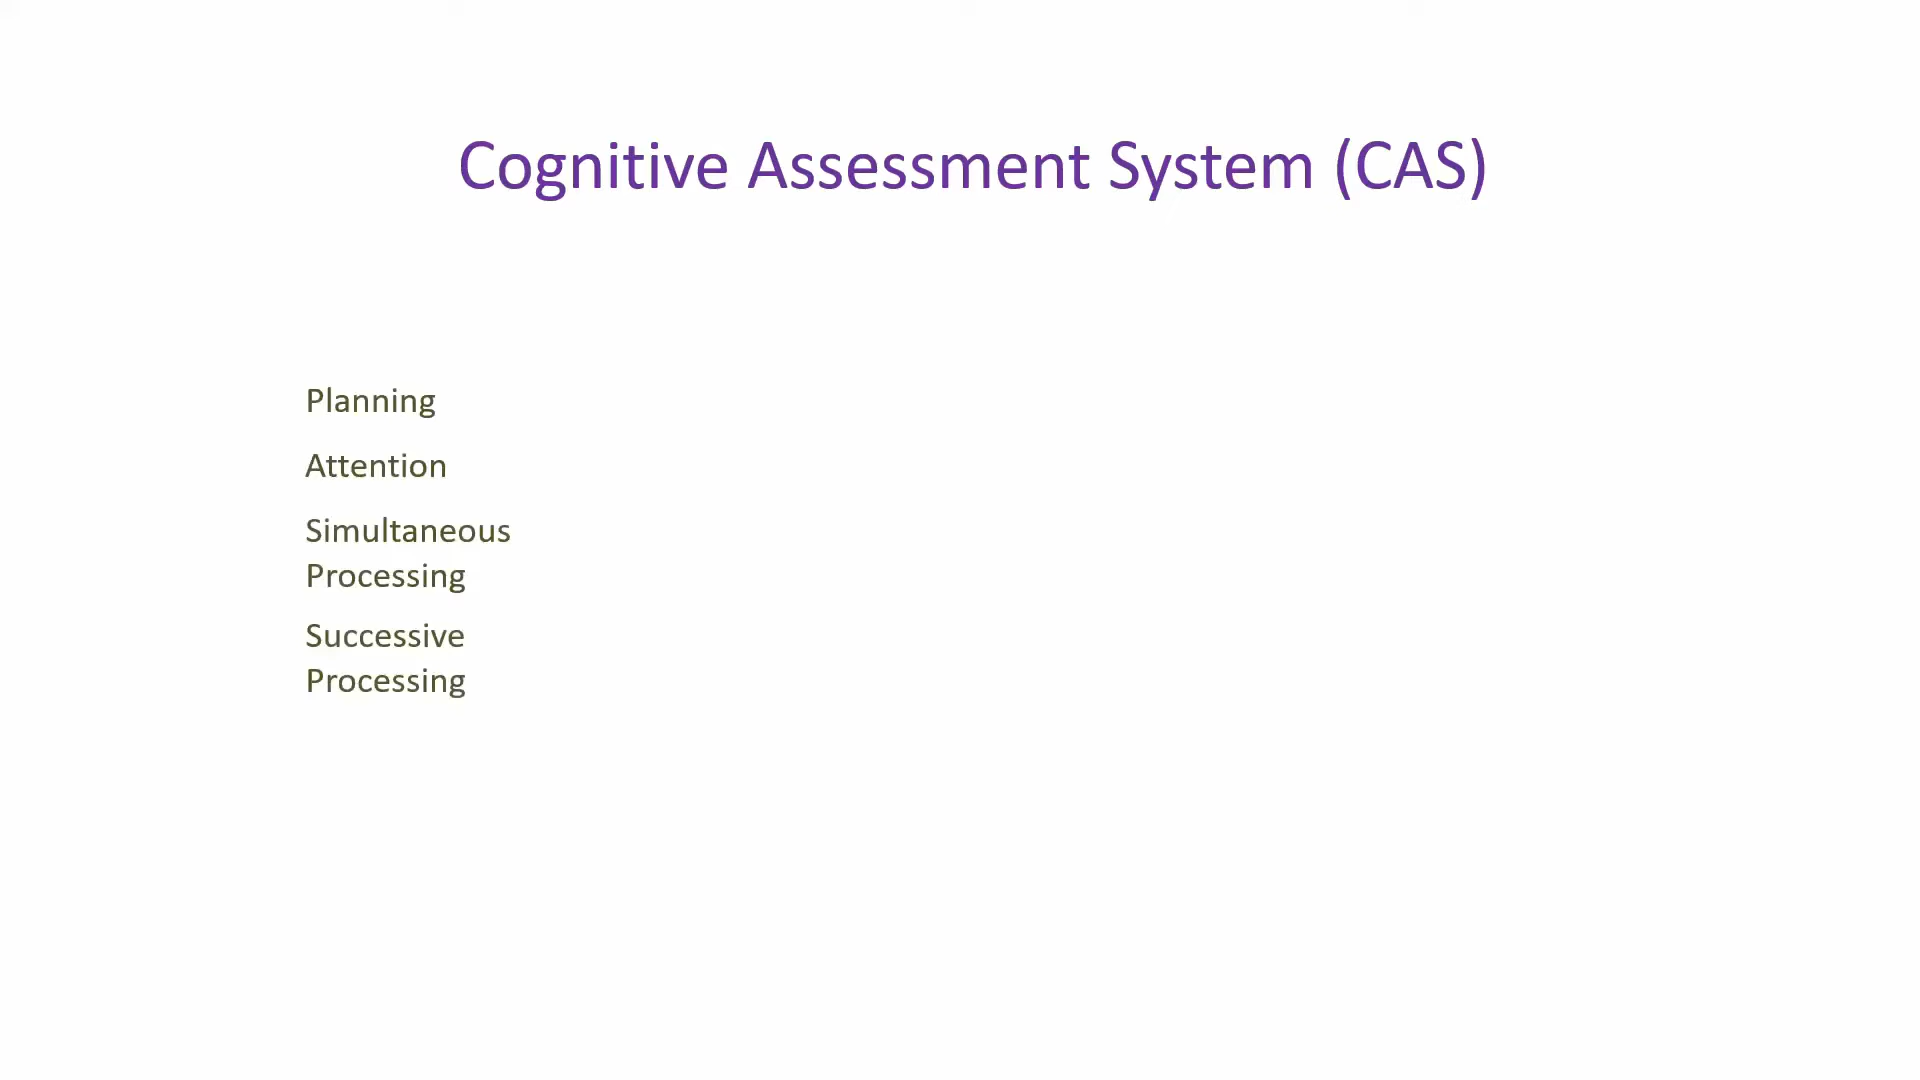 Cognitive Assessment System (CAS)
Planning
Attention
Simultaneous
Processing
Successive
Processing